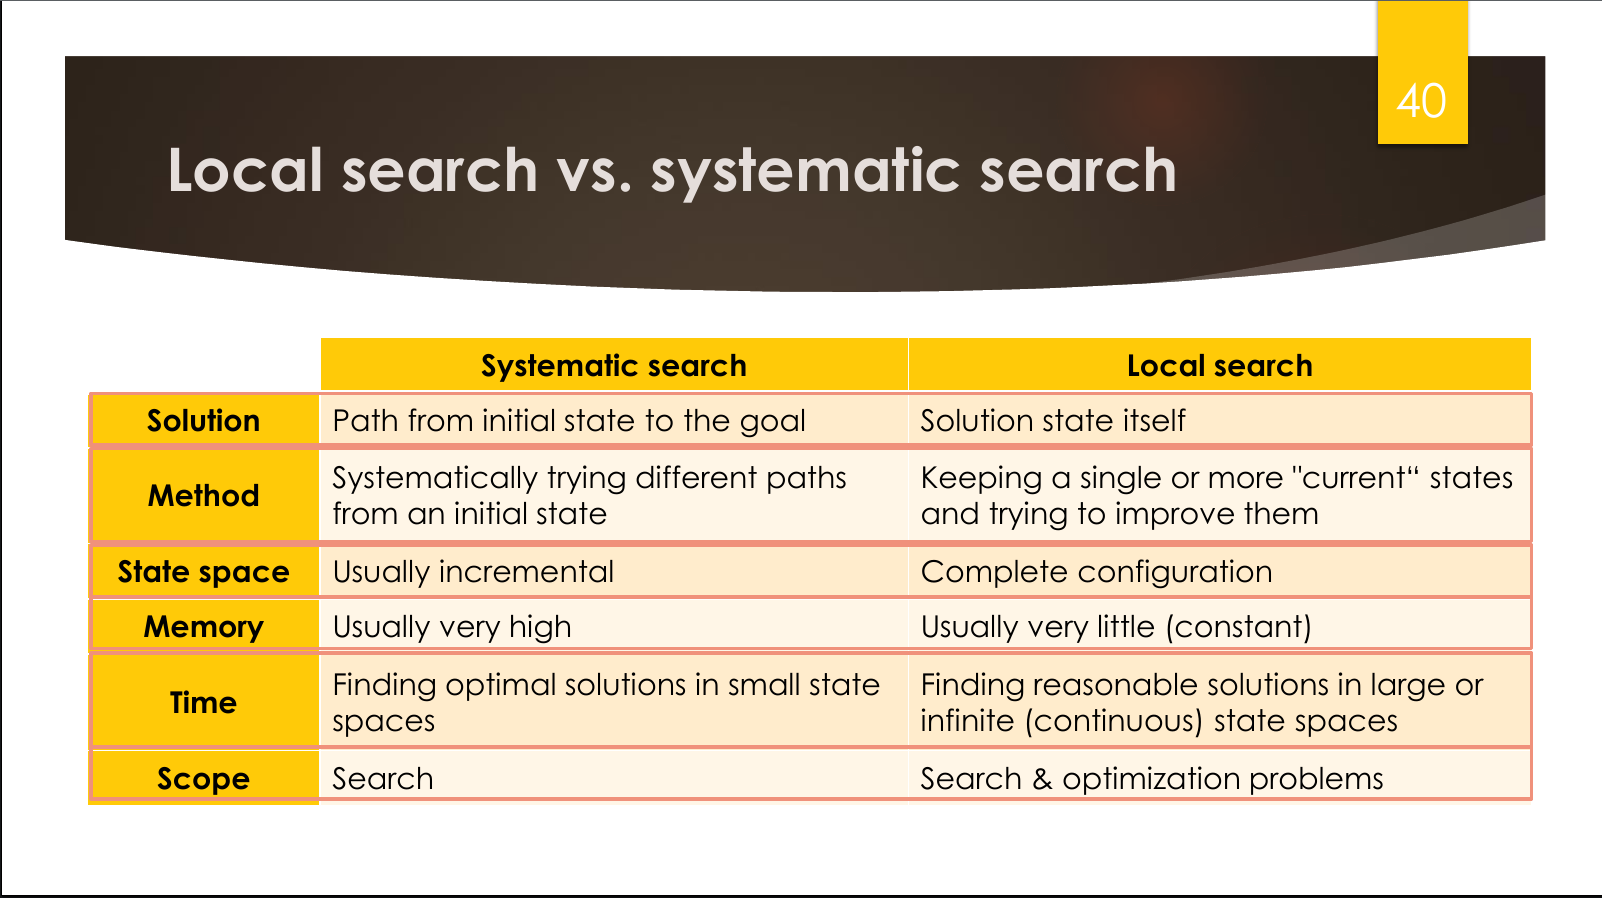 40
Local search vs. systematic search
Systematic search
Local search
Solution
Path from initial state to the goal
Solution state itself
Method
Systematically trying different paths
from an initial state
Keeping a single or more "current“ states
and trying to improve them
State space
Usually incremental
Complete configuration
Memory
Usually very high
Usually very little (constant)
Time
Finding optimal solutions in small state
spaces
Finding reasonable solutions in large or
infinite (continuous) state spaces
Scope
Search
Search & optimization problems